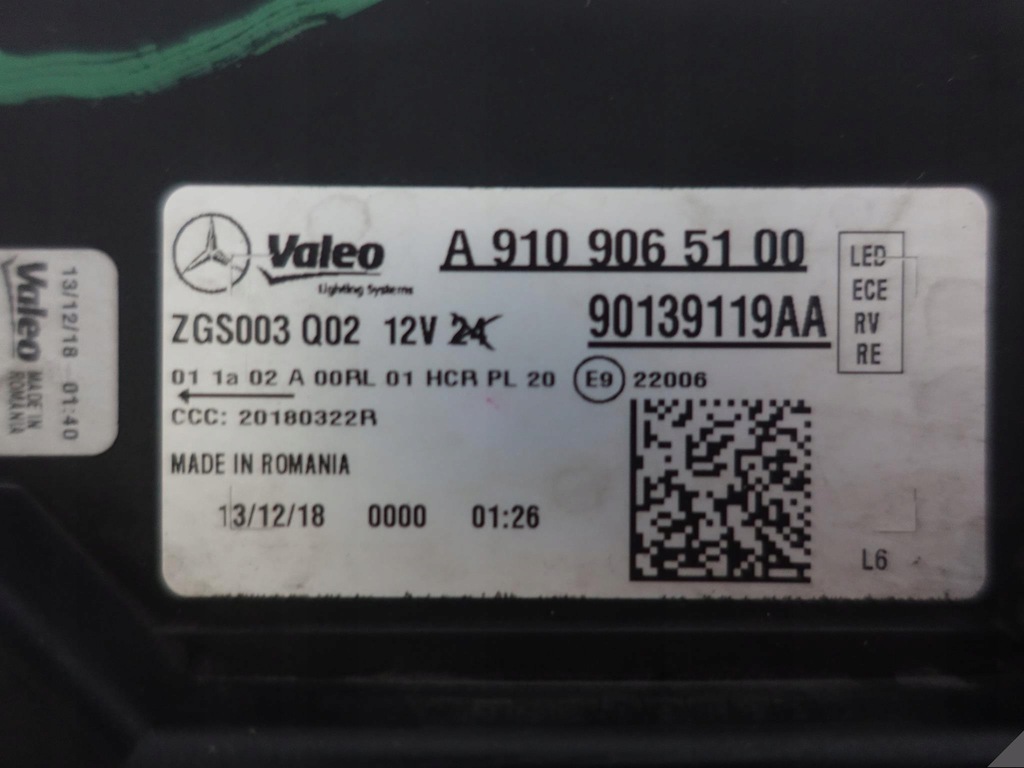 Valeo
Lighting Systems
A 910 906 51 00
90139119AA
LED
ECE
RV
RE
ZGS003 Q02 12V 24
01 1a 02 A 00RL 01 HCR PL 20 E9 22006
CCC: 20180322R
MADE IN ROMANIA
13/12/18 0000 01:26
L6
Valeo
MADE IN
ROMANIA
13/12/18 01:40